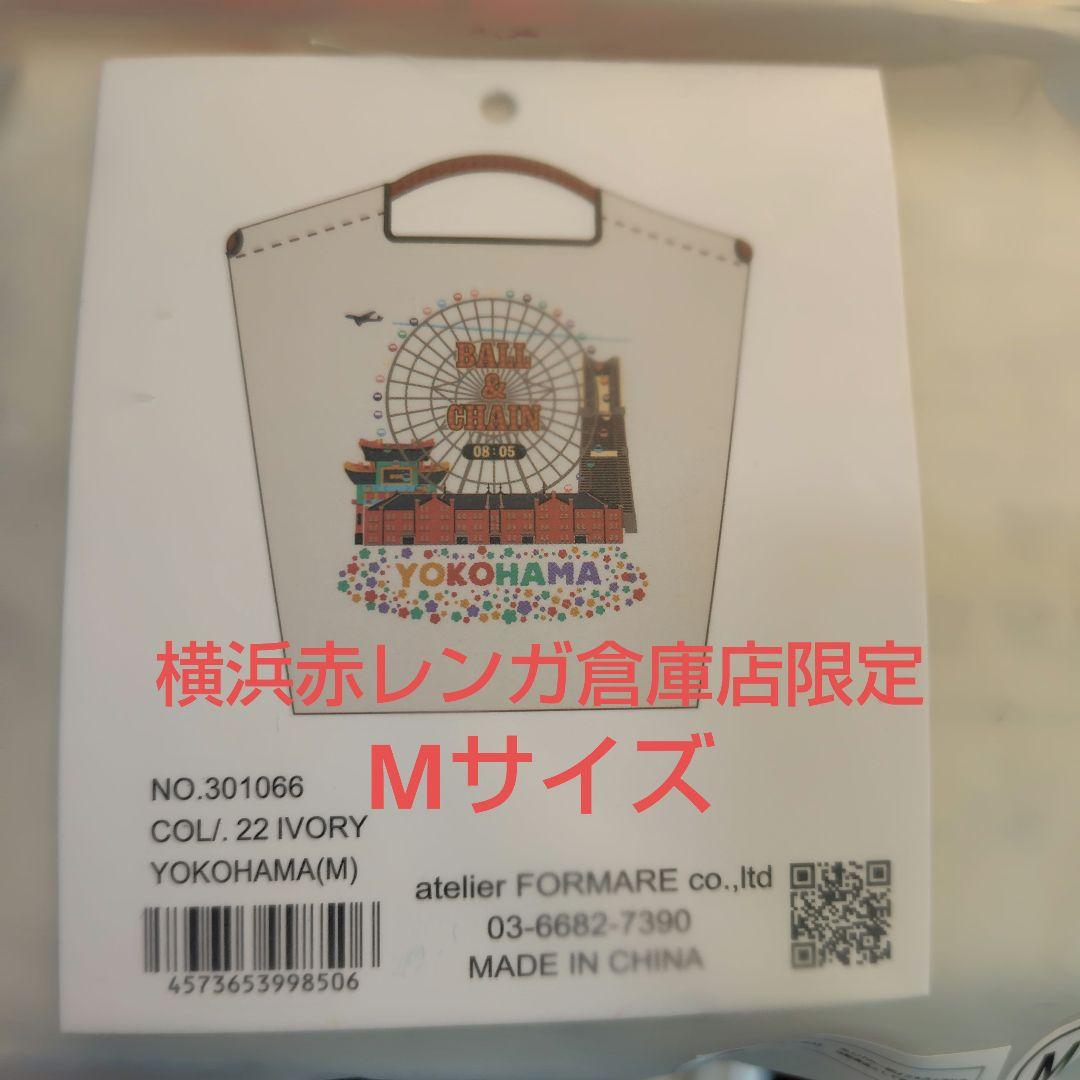 BALL
&
CHAIN
08:05
YOKOHAMA
横浜赤レンガ倉庫店限定
Mサイズ
NO.301066
COL/. 22 IVORY
YOKOHAMA(M)
4573653998506
atelier FORMARE co.,ltd
03-6682-7390
MADE IN CHINA
M